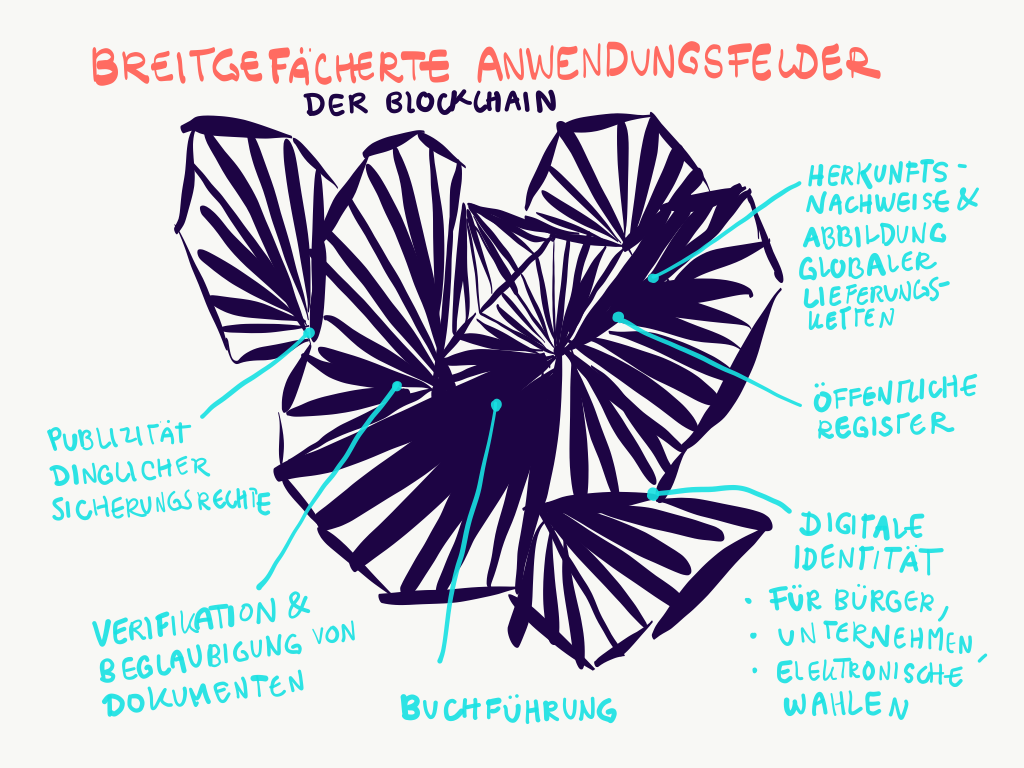 BREITGEFÄCHERTE ANWENDUNGSFELDER
DER BLOCKCHAIN
HERKUNFTS-
NACHWEISE &
ABBILDUNG
GLOBALER
LIEFERUNGS-
KETTEN
ÖFFENTLICHE
REGISTER
PUBLIZITÄT
DINGLICHER
SICHERUNGSRECHTE
DIGITALE
IDENTITÄT
• FÜR BÜRGER,
• UNTERNEHMEN,
• ELEKTRONISCHE
WAHLEN
VERIFIKATION &
BEGLAUBIGUNG VON
DOKUMENTEN
BUCHFÜHRUNG